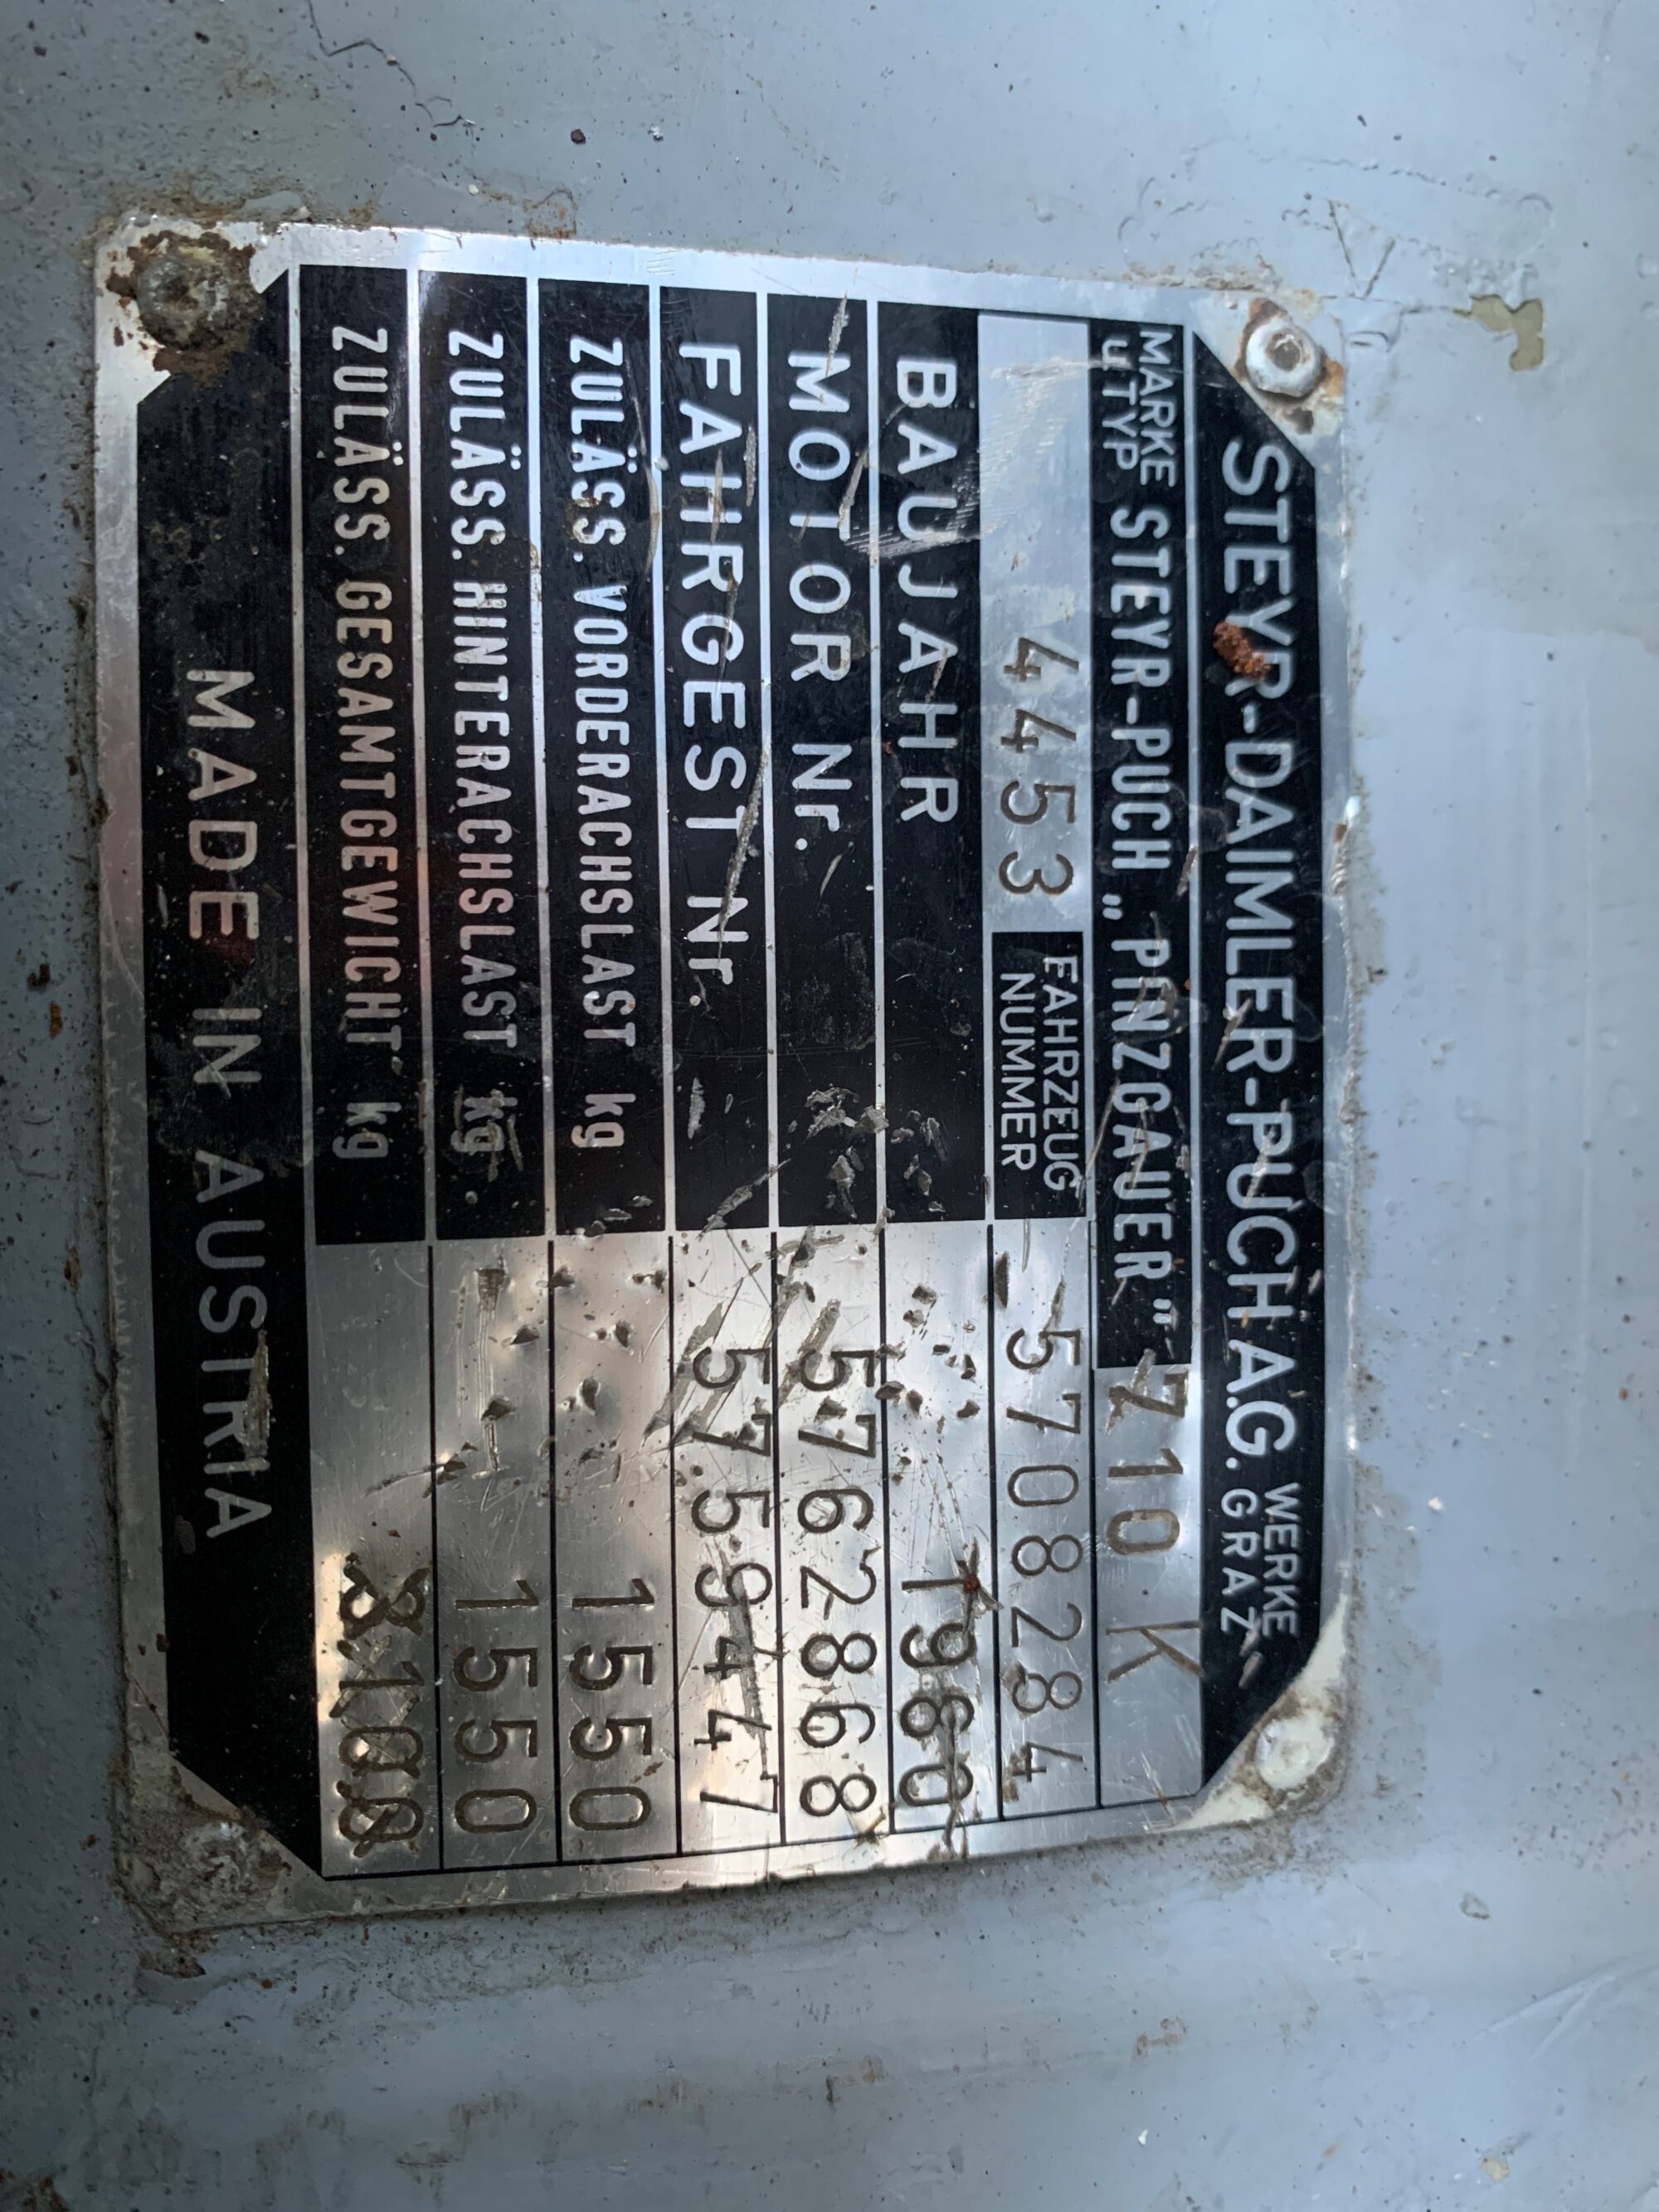 STEYR-DAIMLER-PUCH A.G. WERKE GRAZ
MARKE u TYP STEYR-PUCH „PINZGAUER" 710 K
4453 FAHRZEUG NUMMER 5708284
BAUJAHR 1980
MOTOR Nr. 5762868
FAHRGEST Nr. 5759447
ZULÄSS. VORDERACHSLAST kg 1550
ZULÄSS. HINTERACHSLAST kg. 1550
ZULÄSS. GESAMTGEWICHT kg
MADE IN AUSTRIA